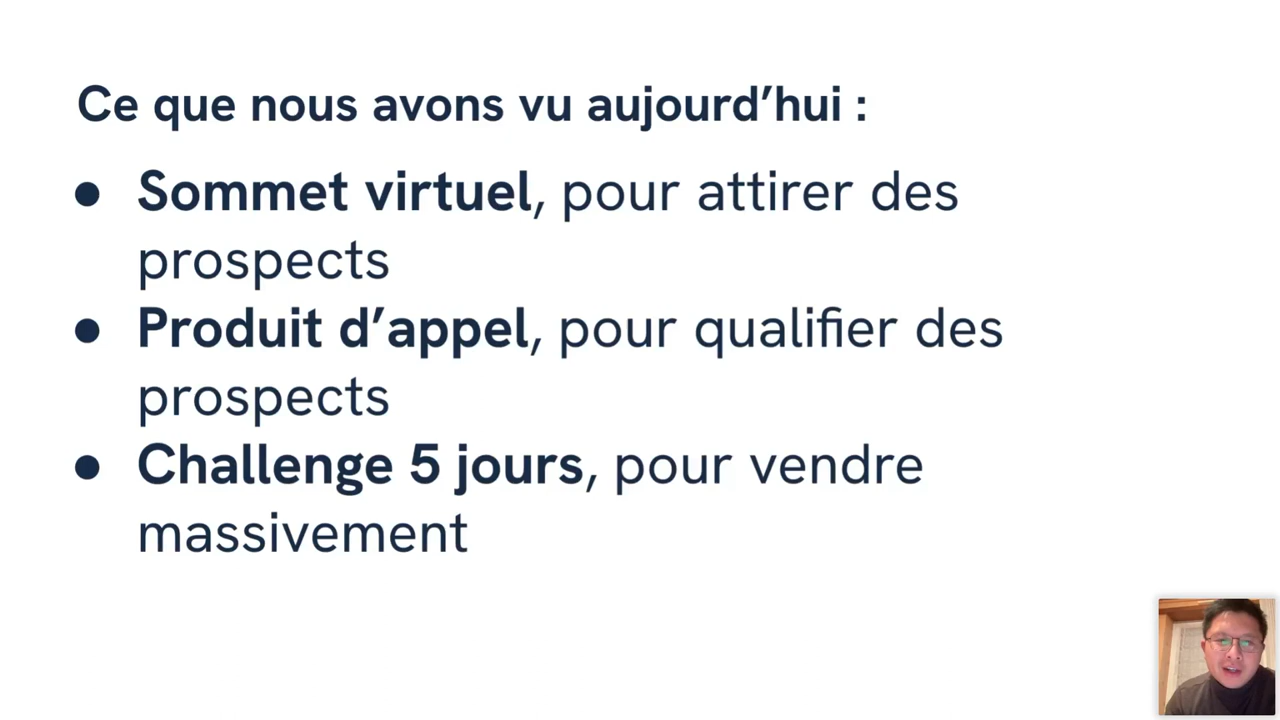 Ce que nous avons vu aujourd’hui :
● Sommet virtuel, pour attirer des
prospects
● Produit d’appel, pour qualifier des
prospects
● Challenge 5 jours, pour vendre
massivement